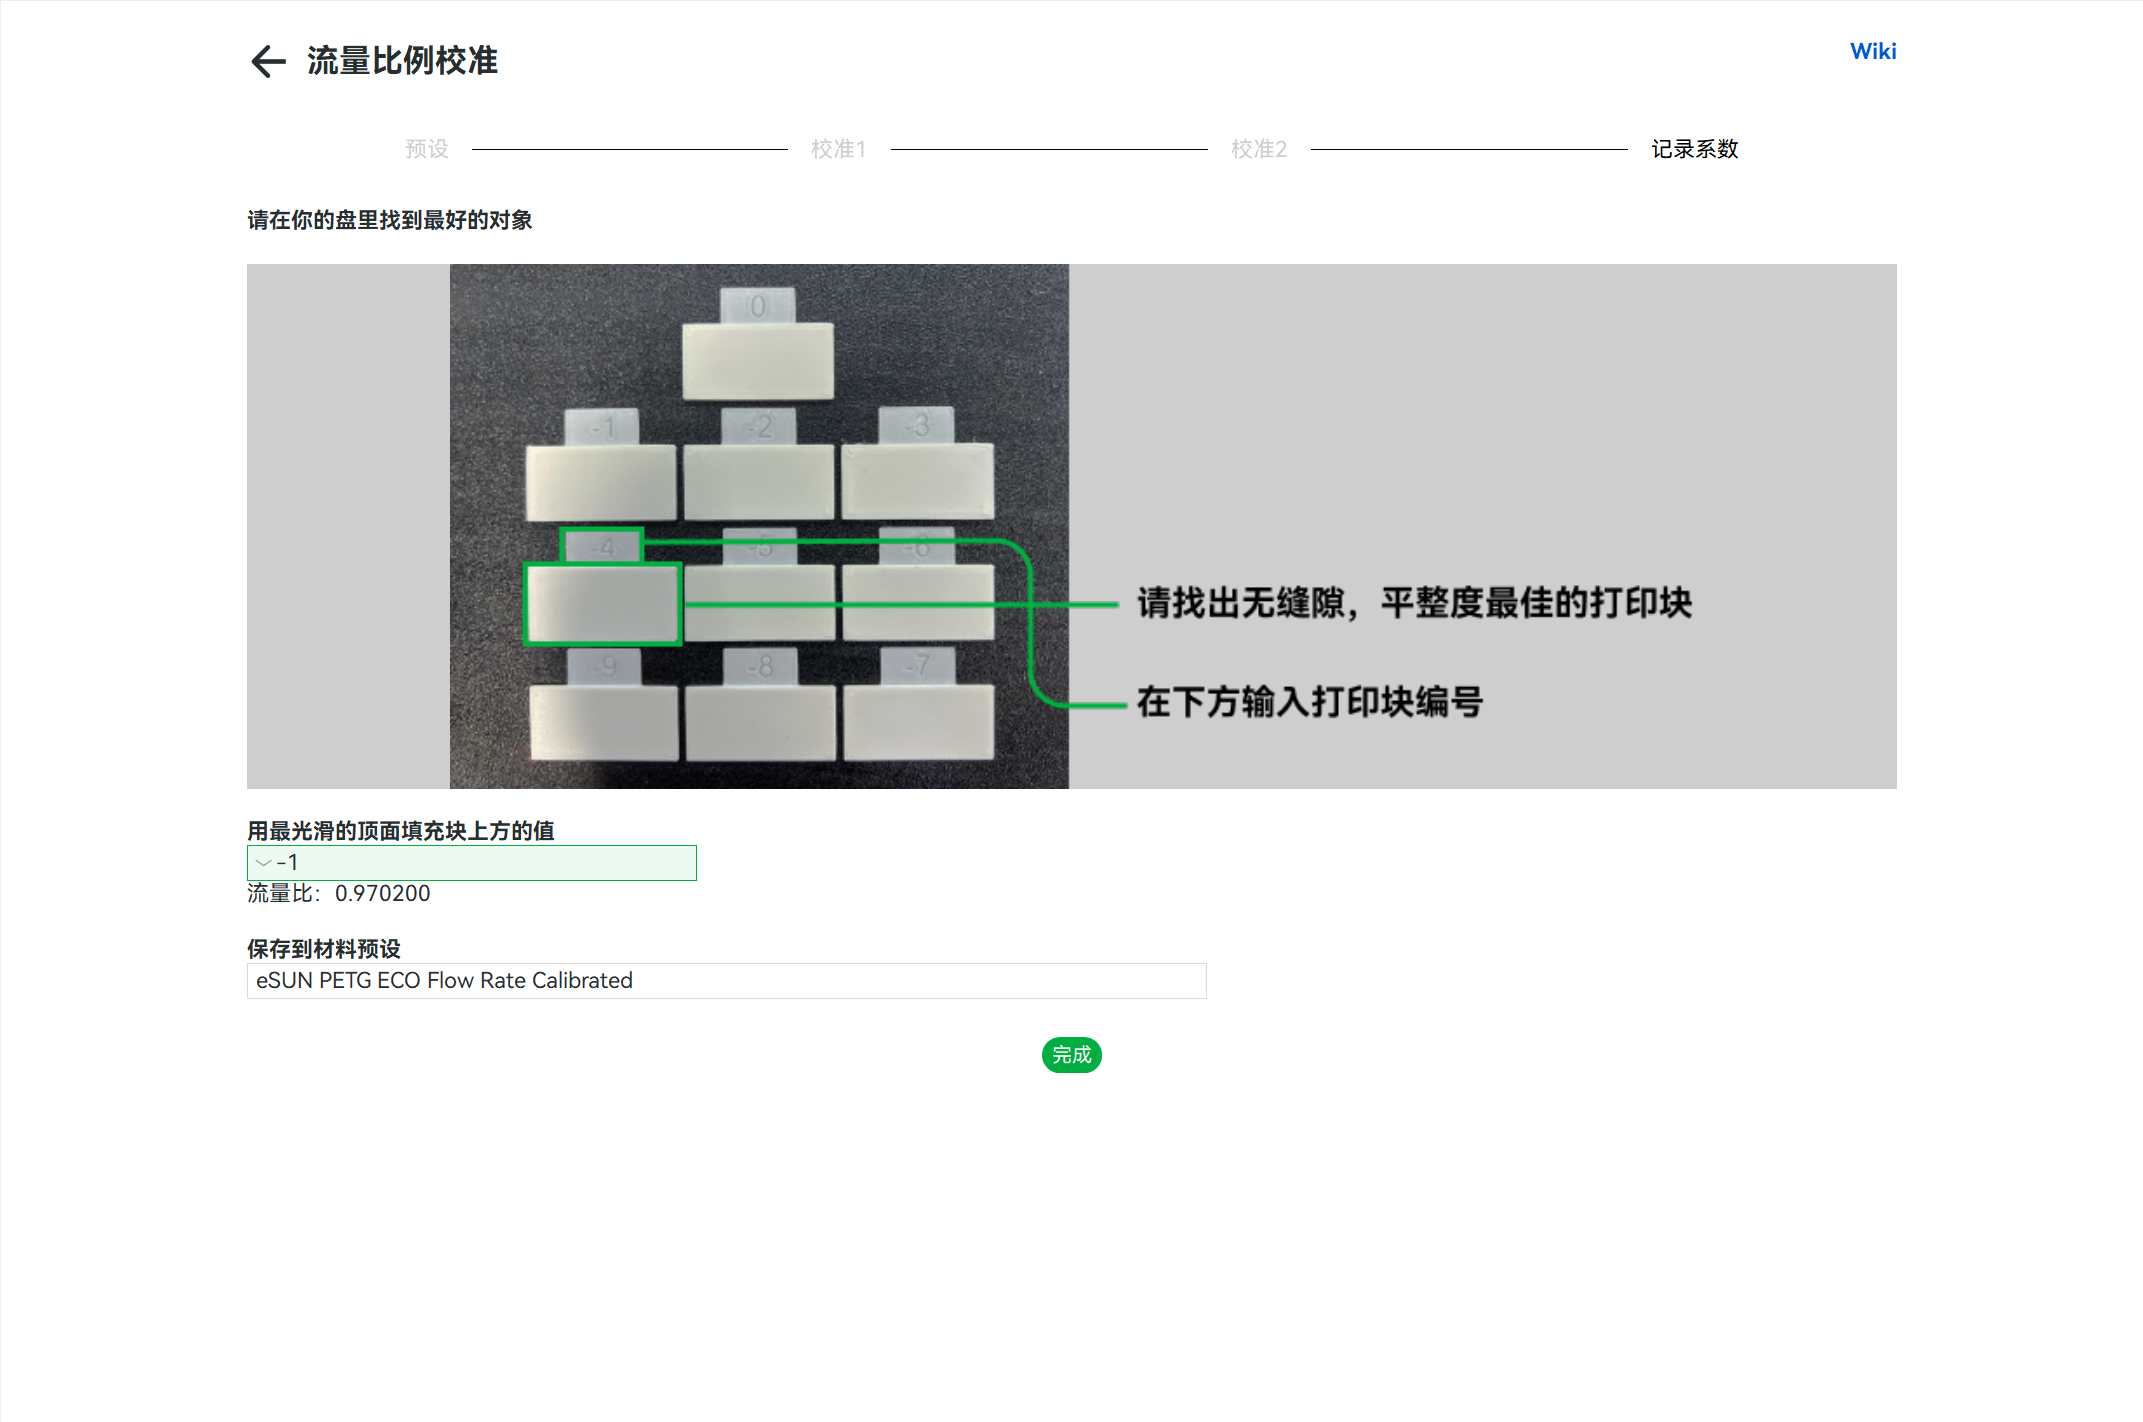 流量比例校准
Wiki
预设
校准1
校准2
记录系数
请在你的盘里找到最好的对象
0
-1
-2
-3
-4
-5
-6
请找出无缝隙，平整度最佳的打印块
-9
-8
-7
在下方输入打印块编号
用最光滑的顶面填充块上方的值
-1
流量比：0.970200
保存到材料预设
eSUN PETG ECO Flow Rate Calibrated
完成